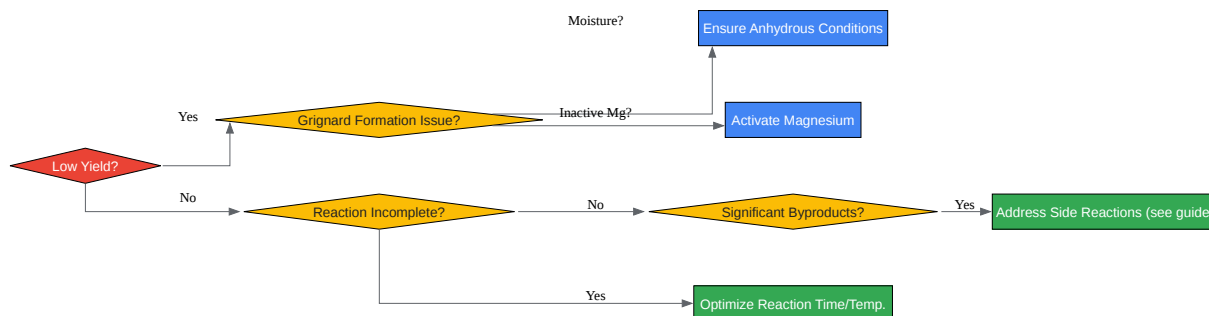 Moisture?
Ensure Anhydrous Conditions
Yes
Grignard Formation Issue?
Inactive Mg?
Activate Magnesium
Low Yield?
No
Reaction Incomplete?
No
Significant Byproducts?
Yes
Address Side Reactions (see guide
Yes
Optimize Reaction Time/Temp.